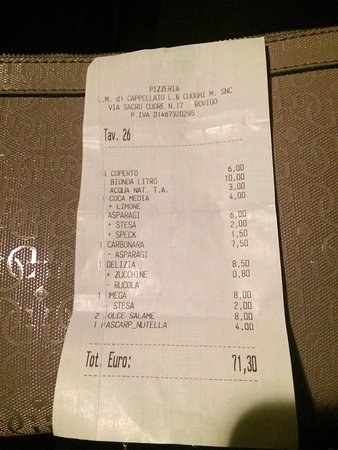 PIZZERIA
L.M. di CAPPELLATO L.& CUOGHI M. SNC
VIA SACRO CUORE N.17 ROVIGO
P.IVA 01467320295
Tav. 26
4 COPERTO 6,00
BIONDA LITRO 10,00
ACQUA NAT. T.A. 3,00
COCA MEDIA 4,00
+ LIMONE
ASPARAGI 6,00
+ STESA 2,00
+ SPECK 1,50
1 CARBONARA 7,50
- ASPARAGI
1 DELIZIA 8,50
+ ZUCCHINE 0,80
- RUCOLA
1 OMEGA 8,00
STESA 2,00
2 DOLCE SALAME 8,00
1 MASCARP_NUTELLA 4,00
Tot. Euro: 71,30